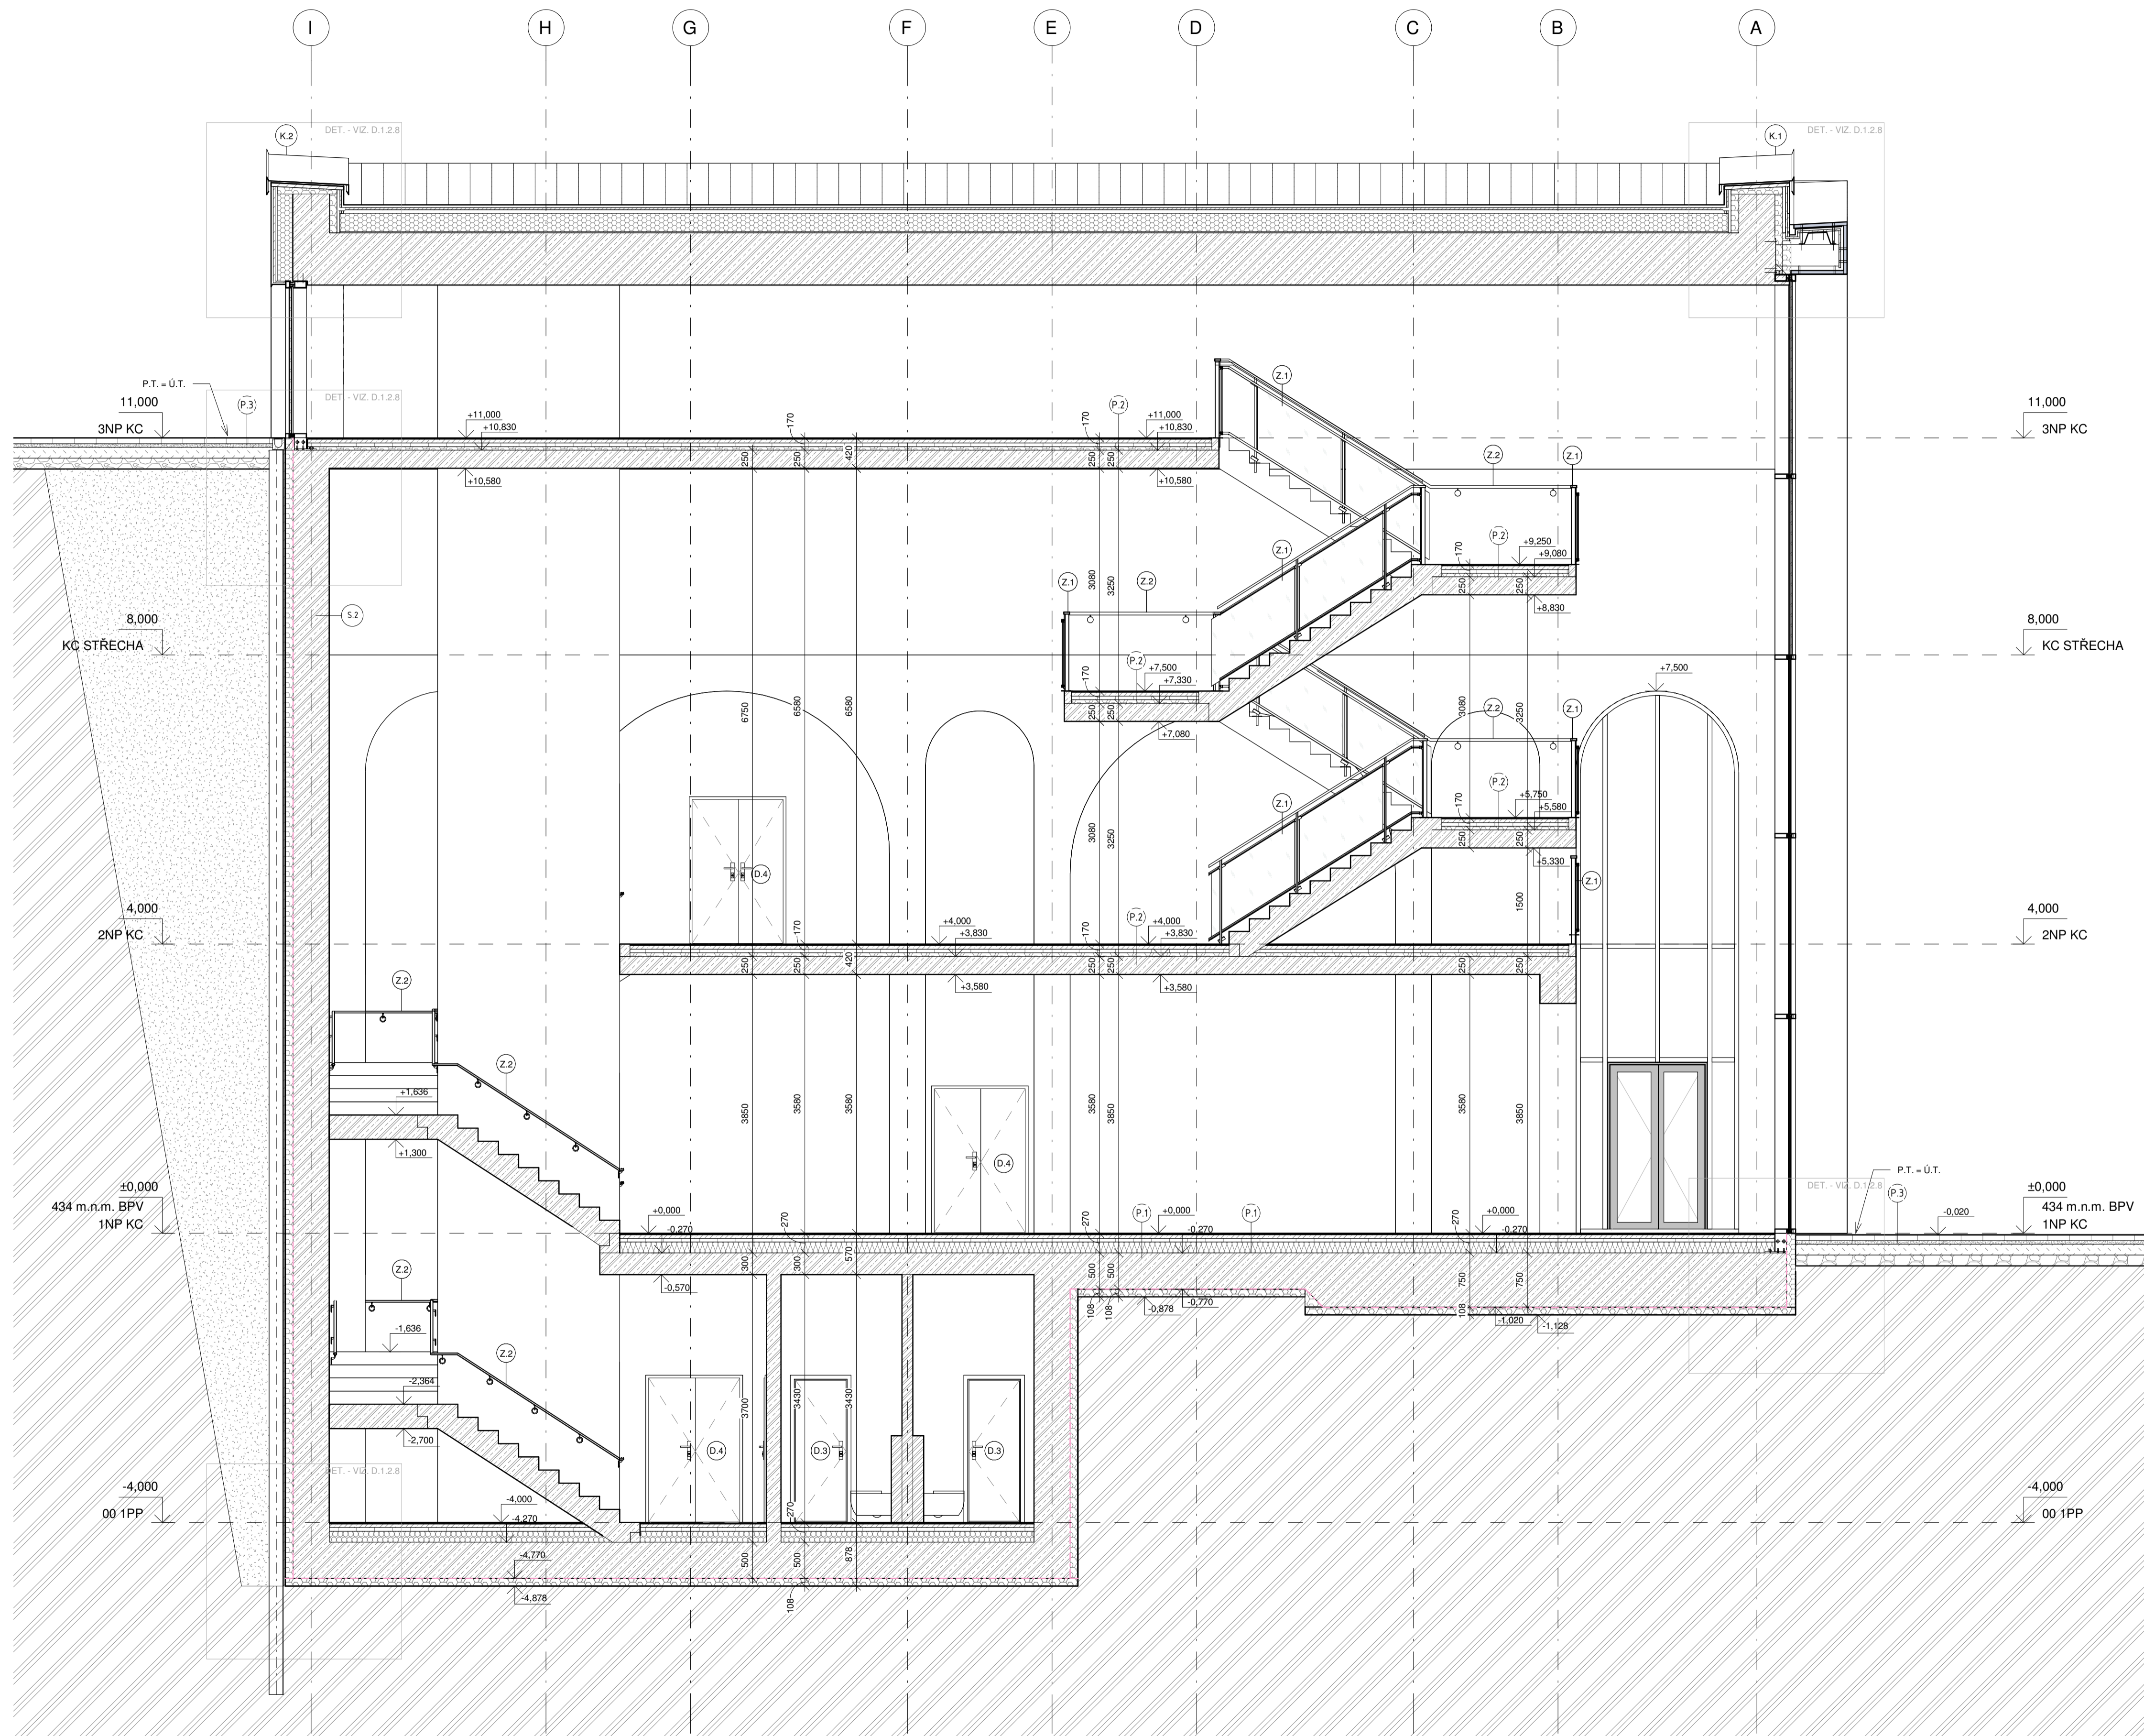 I
H
G
F
E
D
C
B
A
K.2
DET. - VIZ. D.1.2.8
K.1
DET. - VIZ. D.1.2.8
P.T. = Ú.T.
11,000
3NP KC
P.3
DET. - VIZ. D.1.2.8
+11,000
+10,830
+10,580
170
250
250
420
170
250
250
P.2
+11,000
+10,830
+10,580
Z.1
Z.2
Z.1
11,000
3NP KC
P.2
+9,250
+9,080
+8,830
170
250
250
Z.1
3080
3250
Z.1
Z.2
S.2
8,000
KC STŘECHA
8,000
KC STŘECHA
P.2
+7,500
+7,330
+7,080
170
250
250
6750
6580
6580
3080
3250
Z.2
Z.1
+7,500
P.2
+5,750
+5,580
+5,330
170
250
250
Z.1
3080
3250
D.4
Z.1
1500
4,000
2NP KC
+4,000
+3,830
+3,580
P.2
+4,000
+3,830
+3,580
170
250
250
420
170
250
250
250
250
4,000
2NP KC
Z.2
Z.2
+1,636
+1,300
3850
3580
3580
3580
3850
3580
3850
D.4
±0,000
434 m.n.m. BPV
1NP KC
+0,000
-0,270
-0,570
270
300
300
570
P.1
+0,000
-0,270
P.1
+0,000
-0,270
270
500
500
108
108
-0,878
-0,770
270
750
750
108
-1,020
-1,128
P.T. = Ú.T.
DET. - VIZ. D.1.2.8
P.3
-0,020
±0,000
434 m.n.m. BPV
1NP KC
Z.2
-1,636
Z.2
-2,364
-2,700
3700
3430
3430
D.4
D.3
D.3
DET. - VIZ. D.1.2.8
-4,000
00 1PP
-4,000
-4,270
-4,770
-4,878
270
500
500
878
108
-4,000
00 1PP